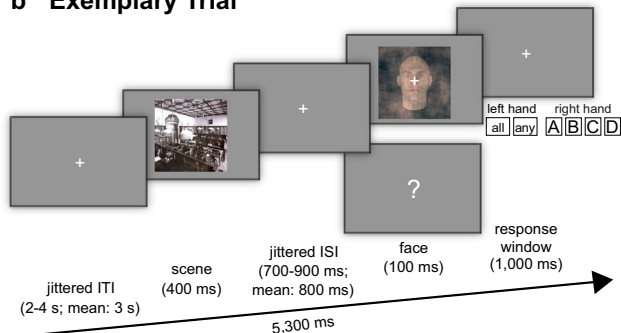 b Exemplary Trial
+
+
+
+
left hand right hand
all any A B C D
?
jittered ITI
(2-4 s; mean: 3 s)
scene
(400 ms)
jittered ISI
(700-900 ms;
mean: 800 ms)
face
(100 ms)
response
window
(1,000 ms)
5,300 ms